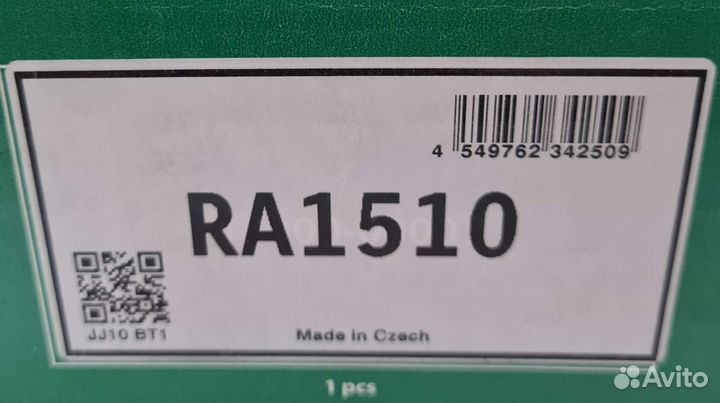 4 549762 342509
RA1510
JJ10 BT1
Made in Czech
1 pcs
Avito